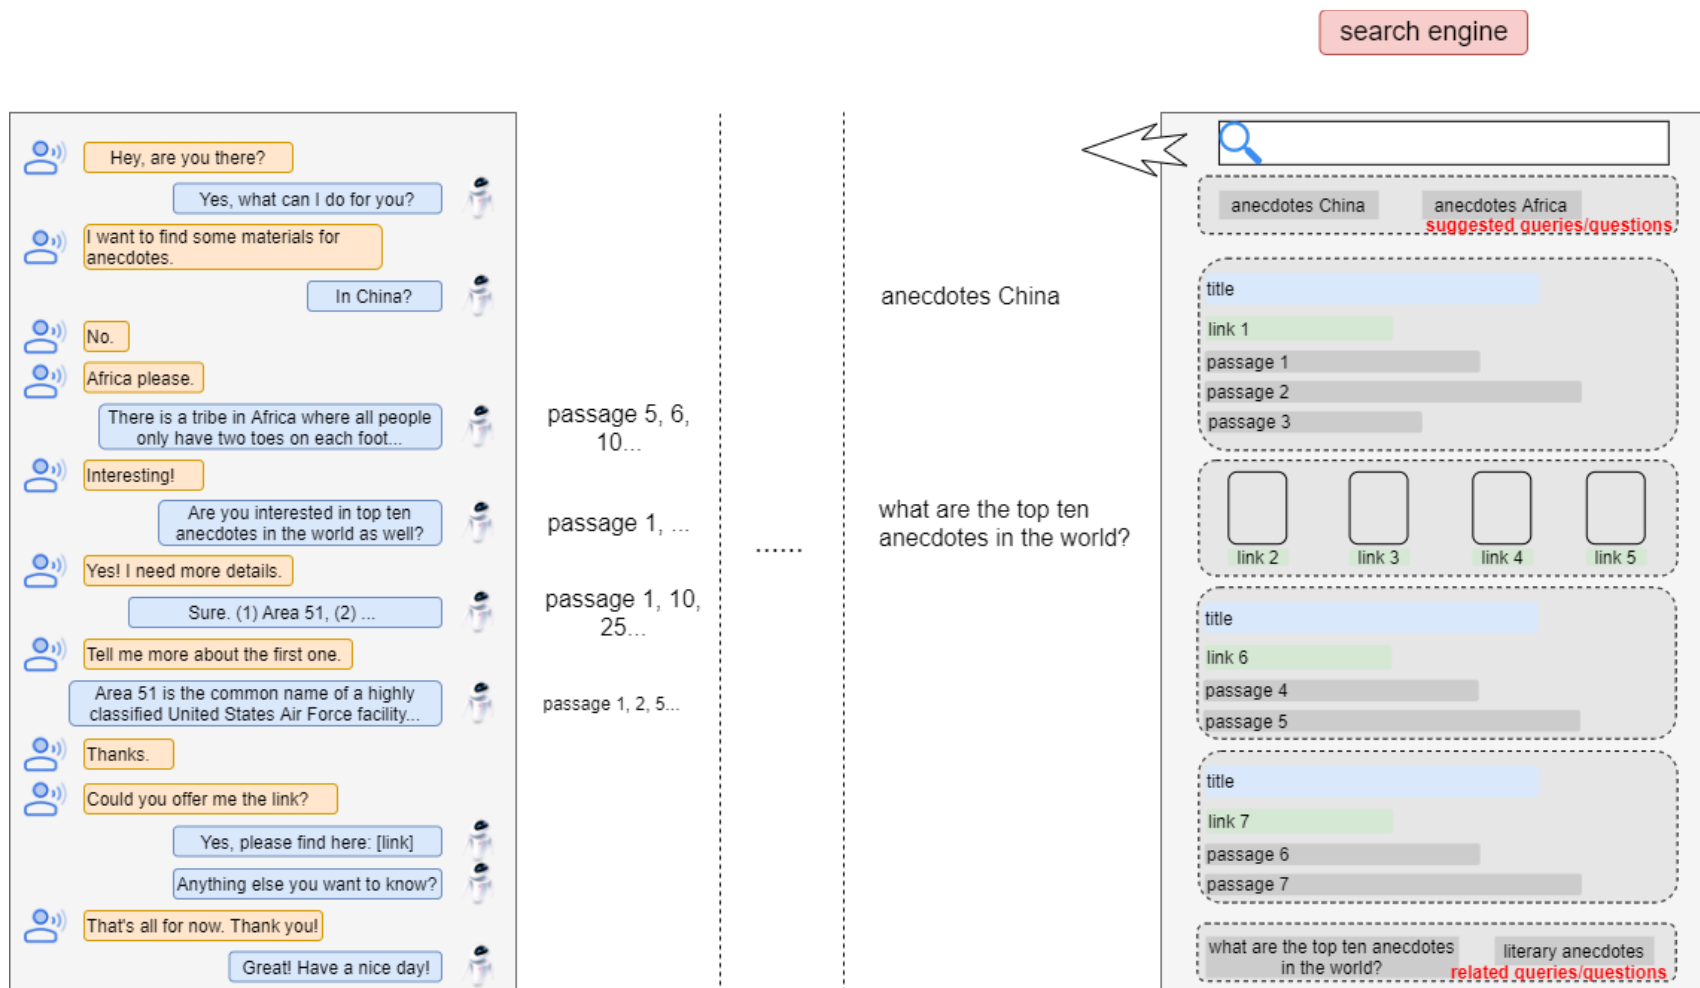 search engine
Hey, are you there?
Yes, what can I do for you?
I want to find some materials for
anecdotes.
In China?
No.
Africa please.
There is a tribe in Africa where all people
only have two toes on each foot...
Interesting!
Are you interested in top ten
anecdotes in the world as well?
Yes! I need more details.
Sure. (1) Area 51, (2) ...
Tell me more about the first one.
Area 51 is the common name of a highly
classified United States Air Force facility...
Thanks.
Could you offer me the link?
Yes, please find here: [link]
Anything else you want to know?
That's all for now. Thank you!
Great! Have a nice day!
passage 5, 6,
10...
passage 1, ...
passage 1, 10,
25...
passage 1, 2, 5...
......
anecdotes China
what are the top ten
anecdotes in the world?
anecdotes China
anecdotes Africa
suggested queries/questions
title
link 1
passage 1
passage 2
passage 3
link 2
link 3
link 4
link 5
title
link 6
passage 4
passage 5
title
link 7
passage 6
passage 7
what are the top ten anecdotes
in the world?
literary anecdotes
related queries/questions